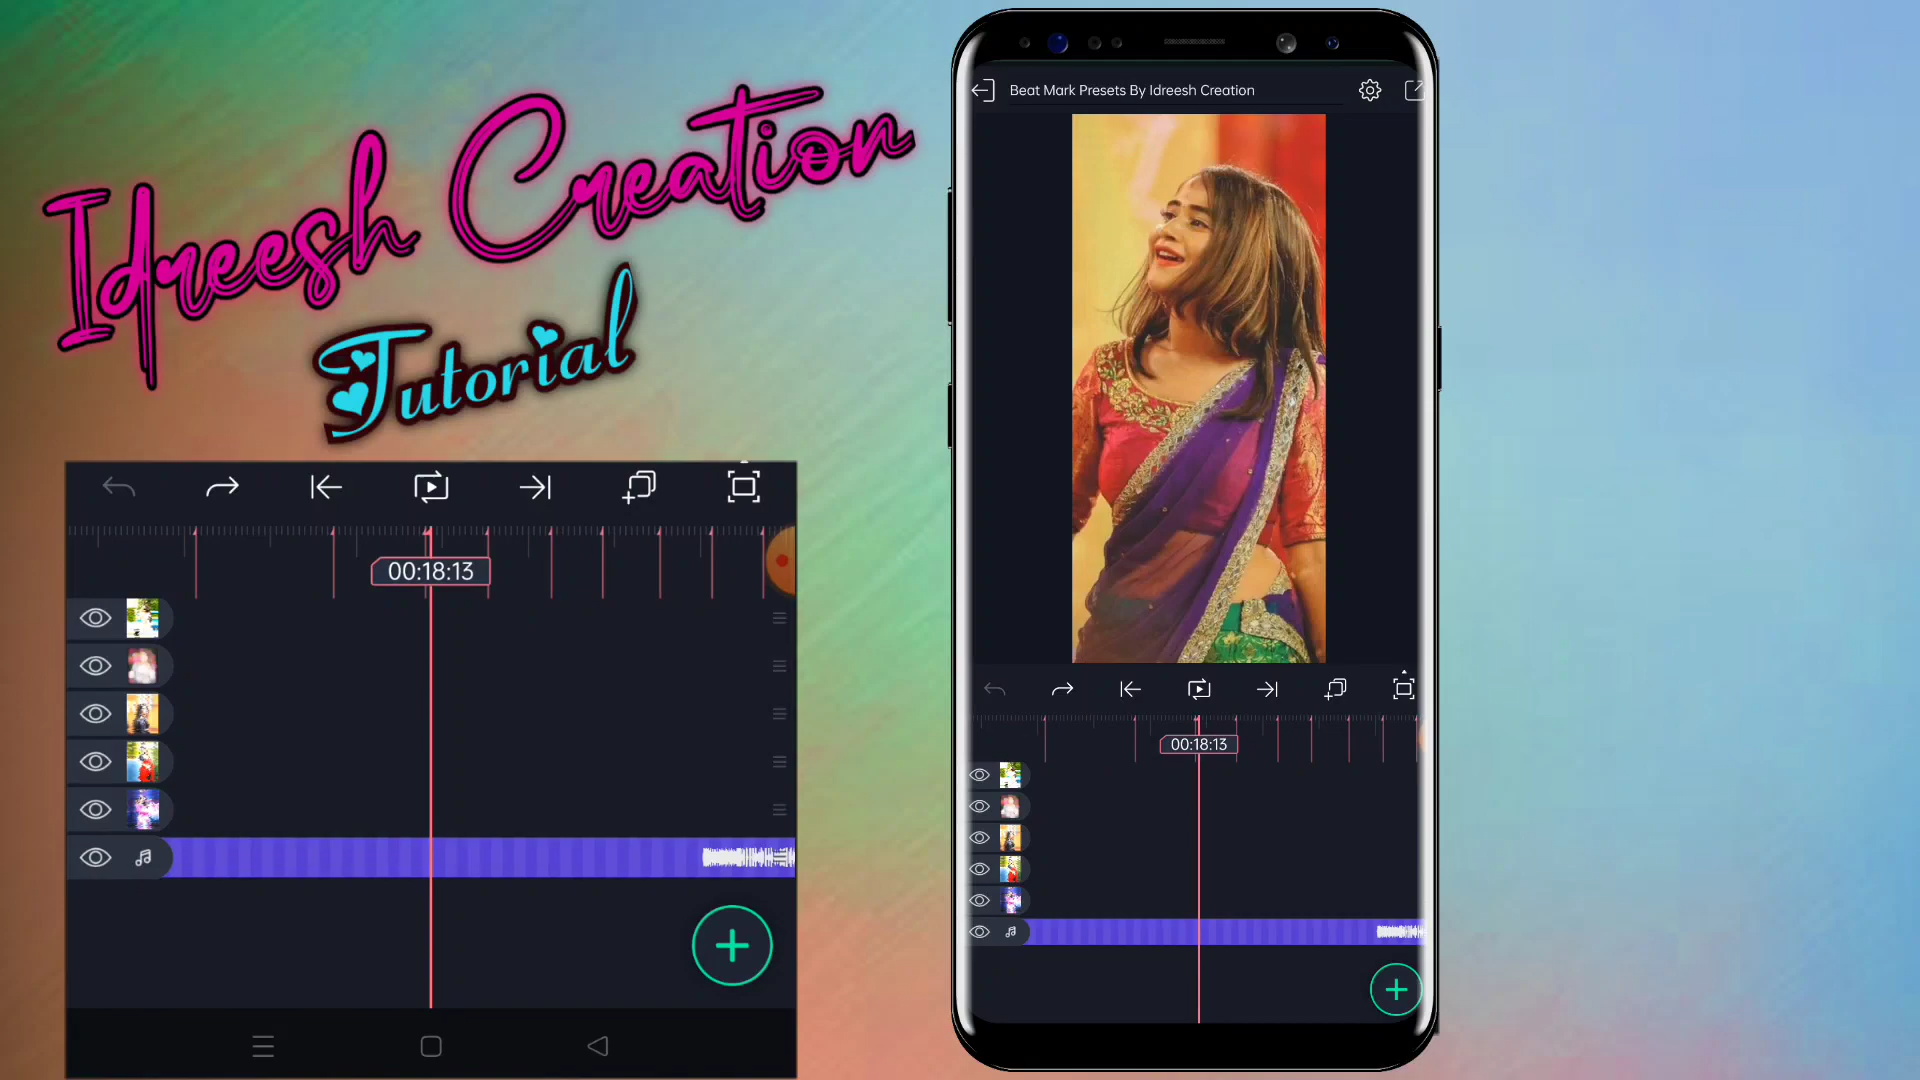 Idreesh Creation
Tutorial
00:18:13
Beat Mark Presets By Idreesh Creation
00:18:13